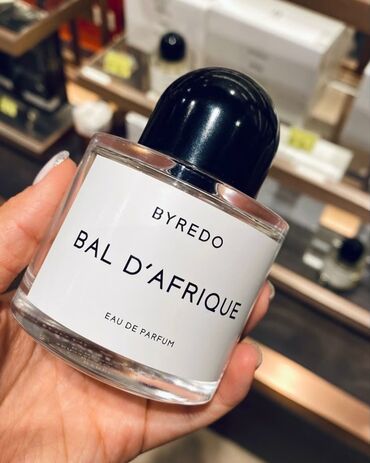 BYREDO
BAL D'AFRIQUE
EAU DE PARFUM